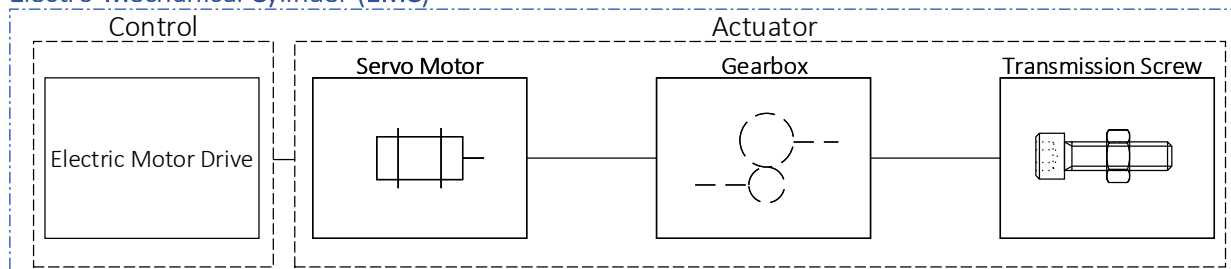 Electro-Mechanical Cylinder (EMC)
Control
Actuator
Servo Motor
Gearbox
Transmission Screw
Electric Motor Drive